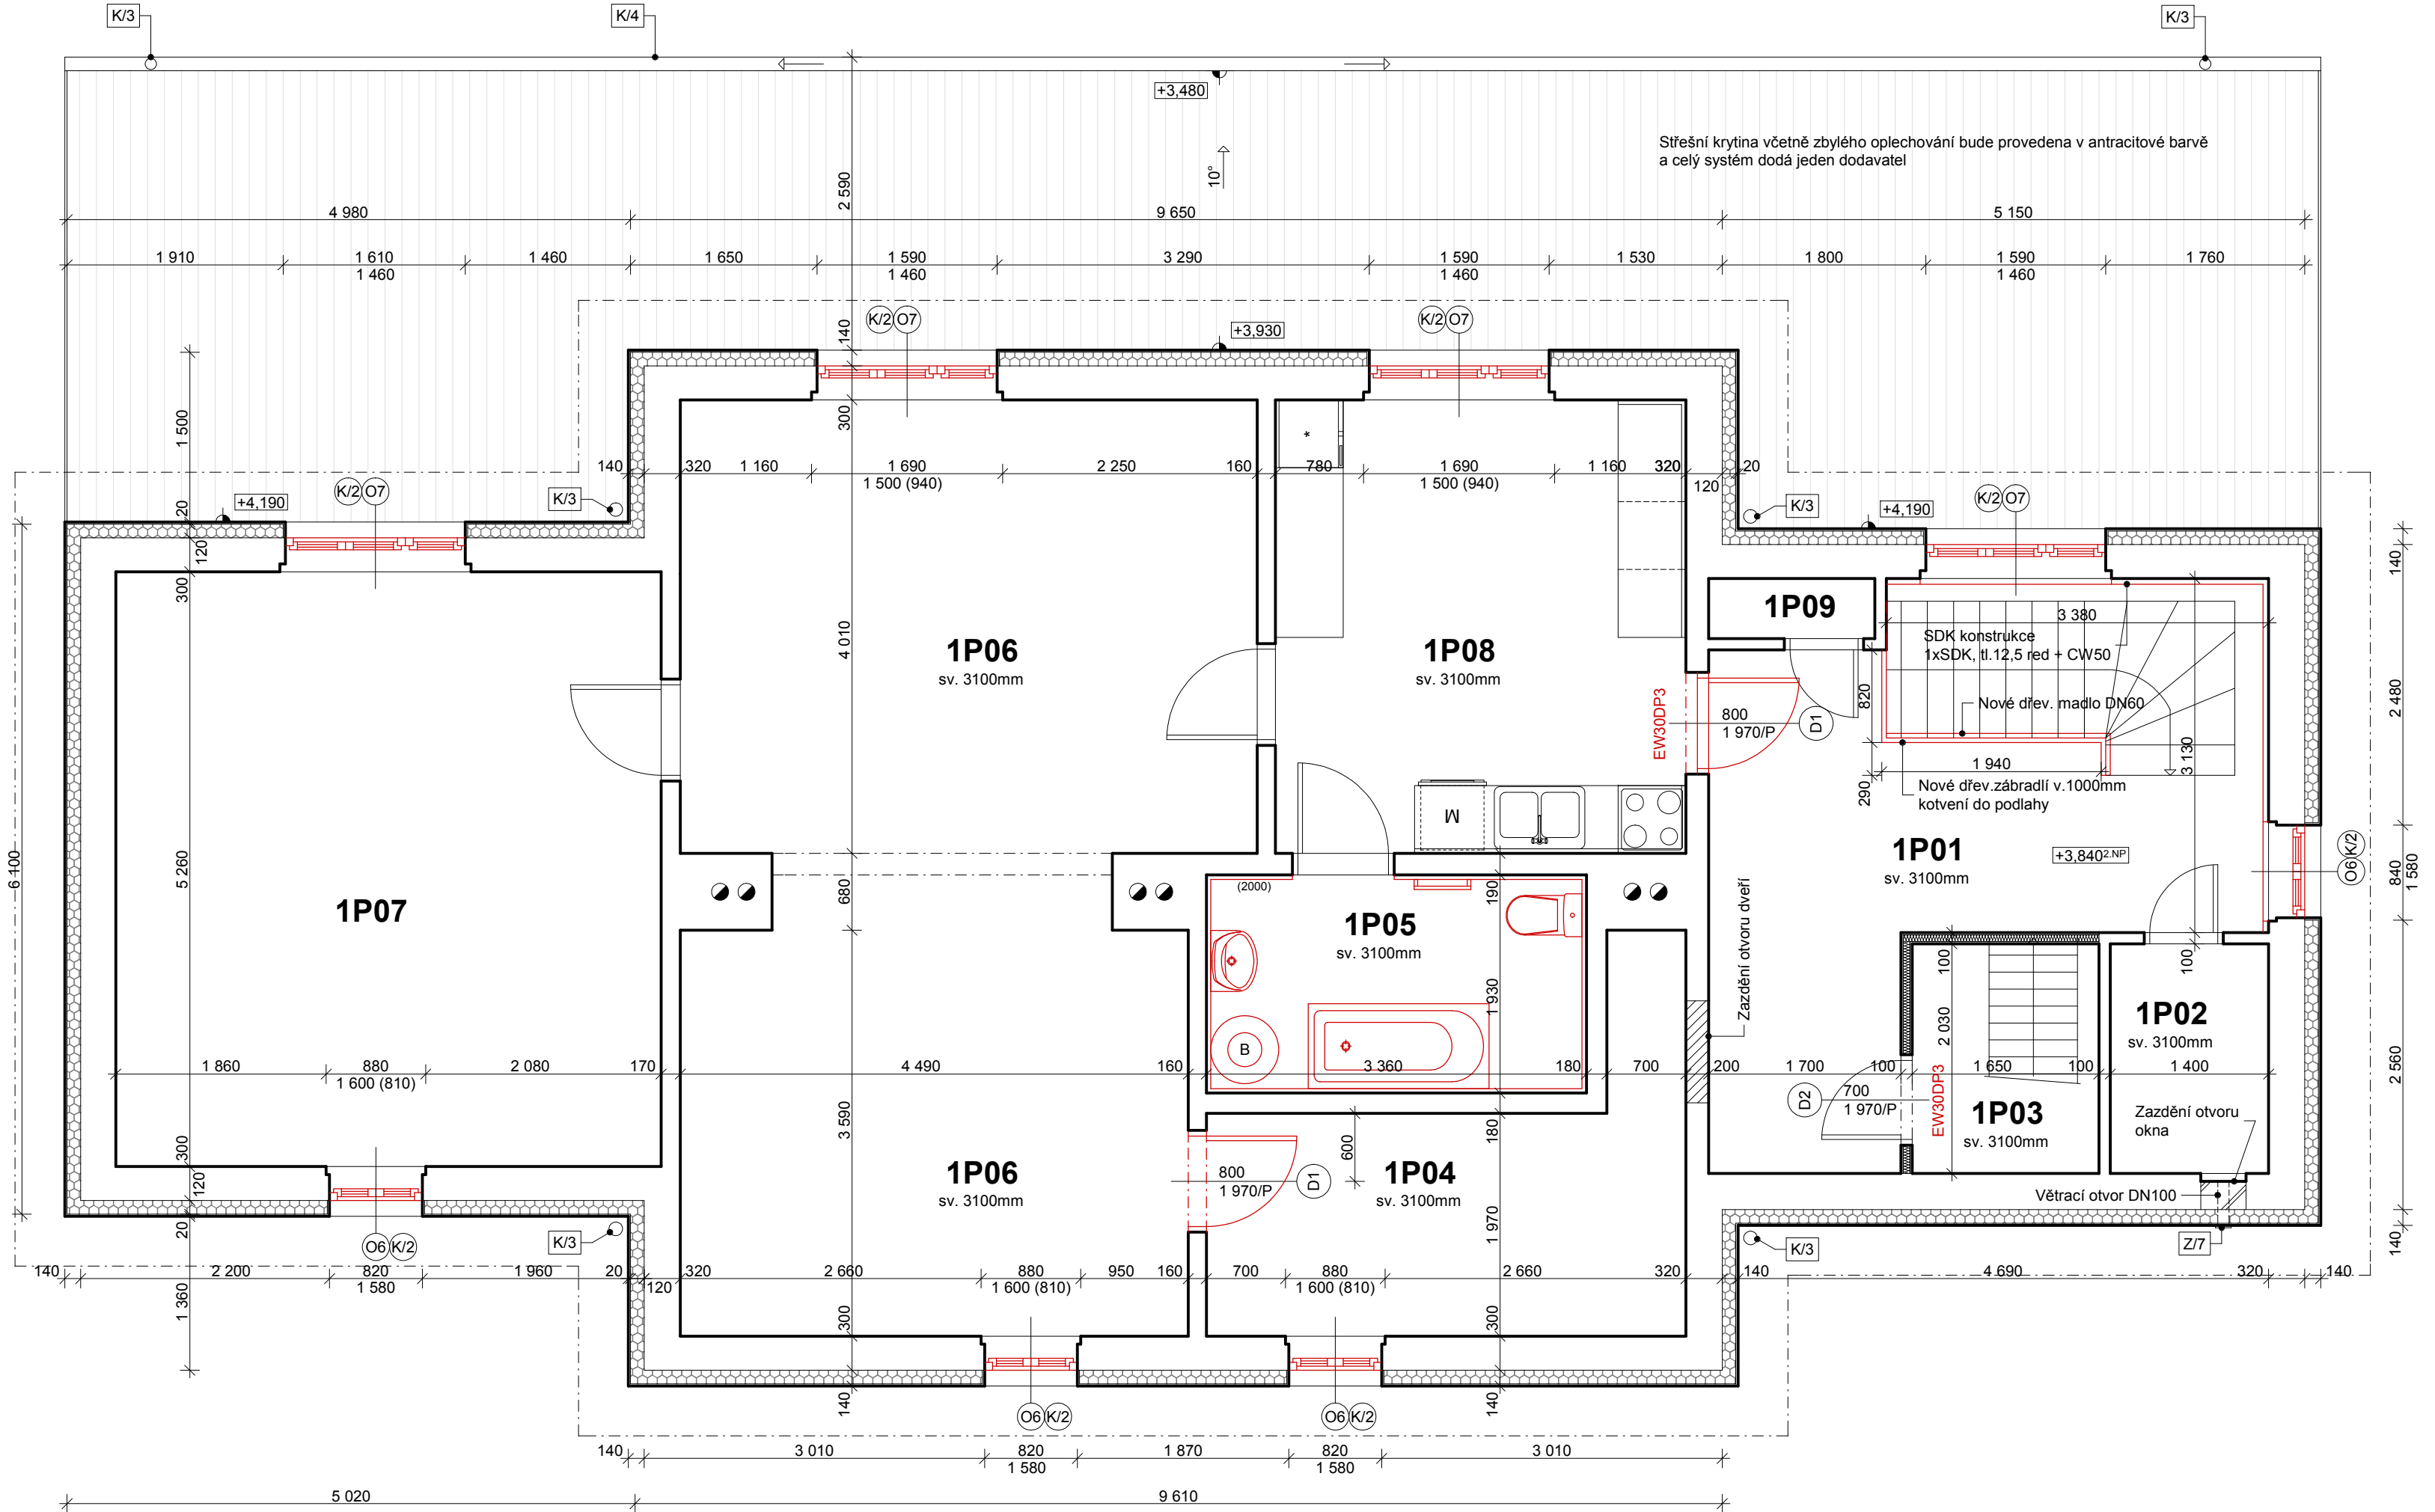 K/3
K/4
K/3
+3,480
Střešní krytina včetně zbylého oplechování bude provedena v antracitové barvě
a celý systém dodá jeden dodavatel
10°
2 590
4 980
9 650
5 150
1 910
1 610
1 460
1 460
1 650
1 590
1 460
3 290
1 590
1 460
1 530
1 800
1 590
1 460
1 760
K/2
O7
140
+3,930
K/2
O7
1 500
300
*
140
320
1 160
1 690
1 500 (940)
2 250
160
780
1 690
1 500 (940)
1 160
320
120
20
+4,190
K/2
O7
K/3
K/3
+4,190
K/2
O7
20
120
300
140
1P09
3 380
SDK konstrukce
1xSDK, tl.12,5 red + CW50
4 010
1P06
sv. 3100mm
1P08
sv. 3100mm
820
Nové dřev. madlo DN60
2 480
EW30DP3
800
1 970/P
D1
3 130
1 940
290
Nové dřev.zábradlí v.1000mm
kotvení do podlahy
M
6 100
5 260
1P01
sv. 3100mm
+3,840 2.NP
O6
K/2
840
1 580
680
(2000)
190
1P07
1P05
sv. 3100mm
Zazdění otvoru dveří
100
100
1 930
2 030
1P02
sv. 3100mm
B
1 860
880
1 600 (810)
2 080
170
4 490
160
3 360
180
700
200
1 700
100
1 650
100
1 400
2 560
D2
700
1 970/P
EW30DP3
1P03
sv. 3100mm
Zazdění otvoru
okna
3 590
180
600
300
120
1P06
sv. 3100mm
800
1 970/P
D1
1P04
sv. 3100mm
Větrací otvor DN100
20
1 970
O6
K/2
K/3
K/3
Z/7
140
140
2 200
820
1 580
1 960
20
120
320
2 660
880
1 600 (810)
950
160
700
880
1 600 (810)
2 660
320
140
4 690
320
140
1 360
300
300
140
140
O6
K/2
O6
K/2
140
3 010
820
1 580
1 870
820
1 580
3 010
5 020
9 610